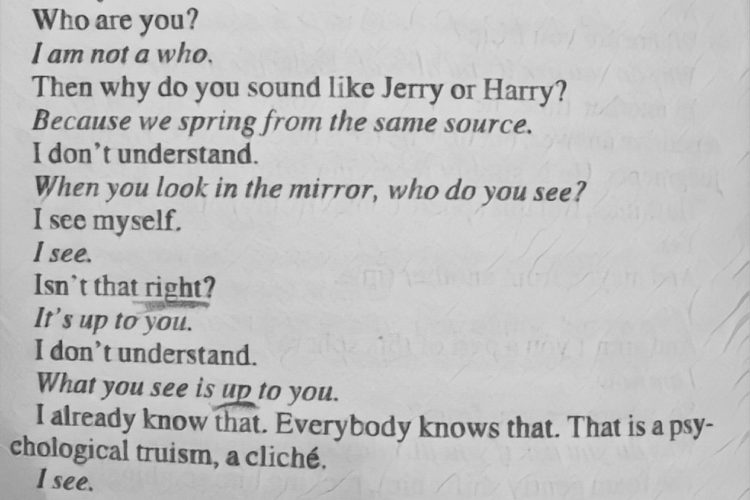 Who are you?
I am not a who.
Then why do you sound like Jerry or Harry?
Because we spring from the same source.
I don't understand.
When you look in the mirror, who do you see?
I see myself.
I see.
Isn't that right?
It's up to you.
I don't understand.
What you see is up to you.
I already know that. Everybody knows that. That is a psy-
chological truism, a cliché.
I see.